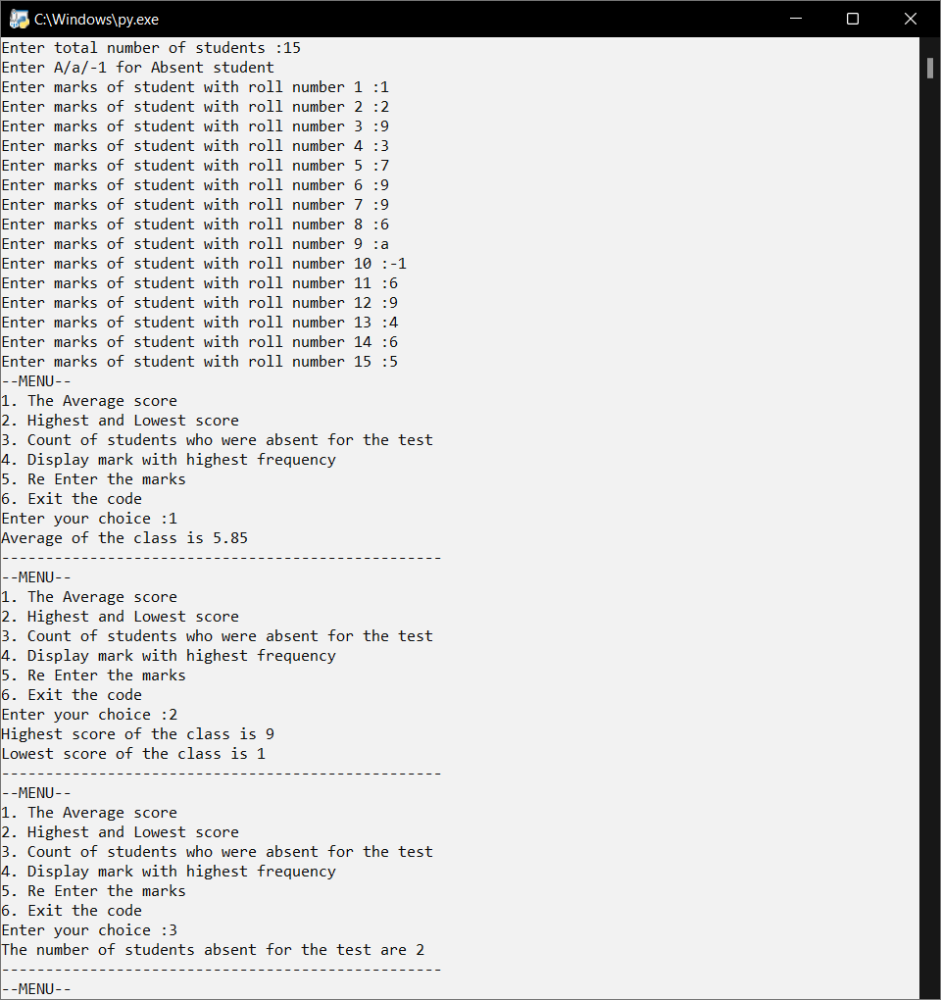 C:\Windows\py.exe
Enter total number of students :15
Enter A/a/-1 for Absent student
Enter marks of student with roll number 1 :1
Enter marks of student with roll number 2 :2
Enter marks of student with roll number 3 :9
Enter marks of student with roll number 4 :3
Enter marks of student with roll number 5 :7
Enter marks of student with roll number 6 :9
Enter marks of student with roll number 7 :9
Enter marks of student with roll number 8 :6
Enter marks of student with roll number 9 :a
Enter marks of student with roll number 10 :-1
Enter marks of student with roll number 11 :6
Enter marks of student with roll number 12 :9
Enter marks of student with roll number 13 :4
Enter marks of student with roll number 14 :6
Enter marks of student with roll number 15 :5
--MENU--
1. The Average score
2. Highest and Lowest score
3. Count of students who were absent for the test
4. Display mark with highest frequency
5. Re Enter the marks
6. Exit the code
Enter your choice :1
Average of the class is 5.85
--------------------------------------------------
--MENU--
1. The Average score
2. Highest and Lowest score
3. Count of students who were absent for the test
4. Display mark with highest frequency
5. Re Enter the marks
6. Exit the code
Enter your choice :2
Highest score of the class is 9
Lowest score of the class is 1
--------------------------------------------------
--MENU--
1. The Average score
2. Highest and Lowest score
3. Count of students who were absent for the test
4. Display mark with highest frequency
5. Re Enter the marks
6. Exit the code
Enter your choice :3
The number of students absent for the test are 2
--------------------------------------------------
--MENU--